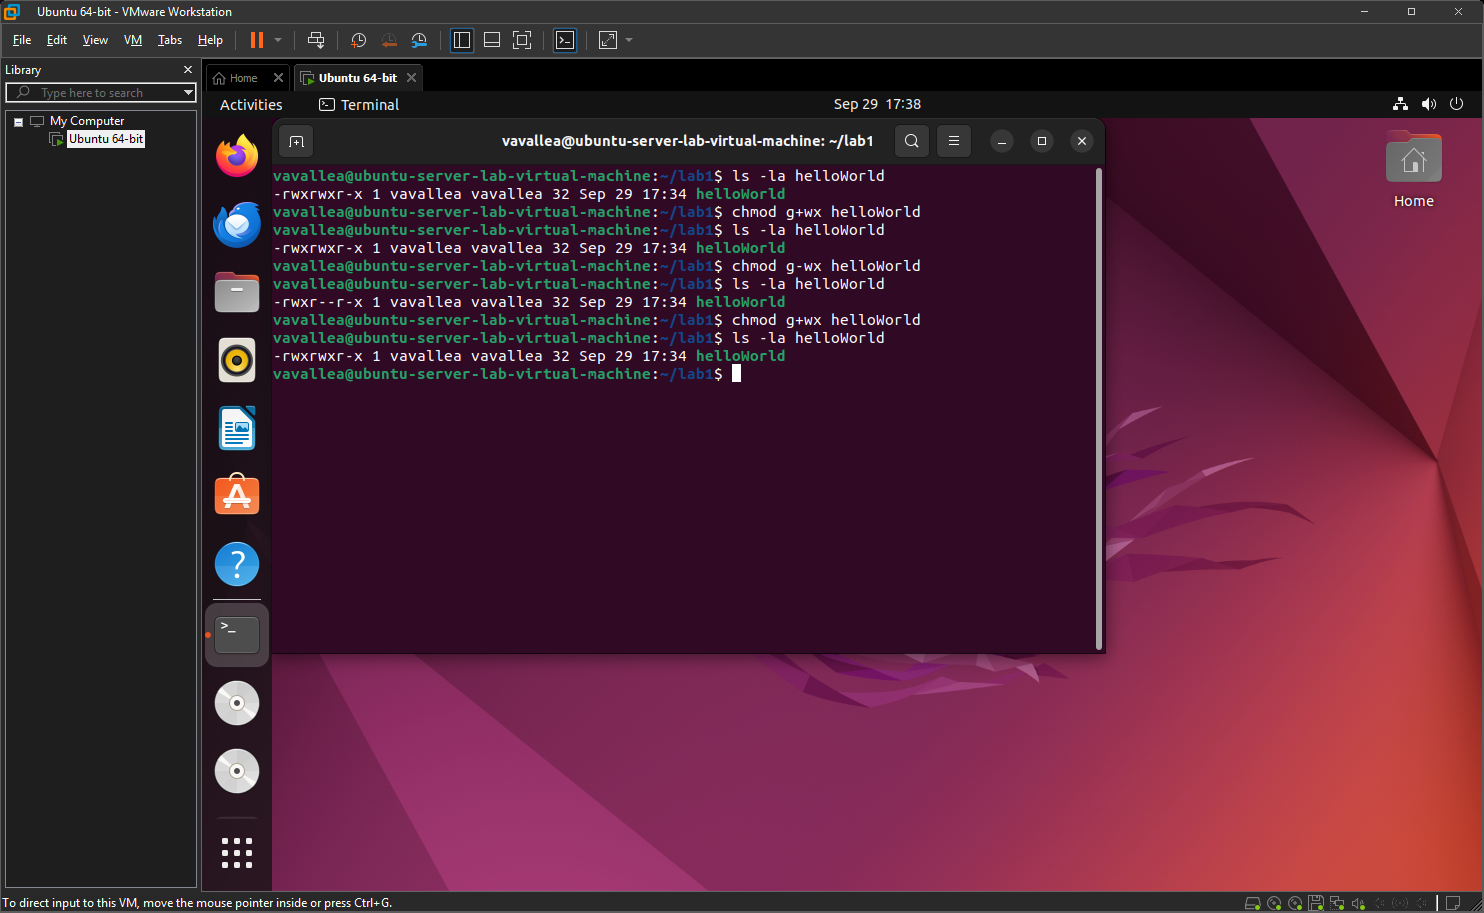 Ubuntu 64-bit - VMware Workstation
File Edit View VM Tabs Help
Library
Type here to search
My Computer
Ubuntu 64-bit
Home
Ubuntu 64-bit
Activities
Terminal
Sep 29 17:38
vavallea@ubuntu-server-lab-virtual-machine: ~/lab1
vavallea@ubuntu-server-lab-virtual-machine:~/lab1$ ls -la helloWorld
-rwxrwxr-x 1 vavallea vavallea 32 Sep 29 17:34 helloWorld
vavallea@ubuntu-server-lab-virtual-machine:~/lab1$ chmod g+wx helloWorld
vavallea@ubuntu-server-lab-virtual-machine:~/lab1$ ls -la helloWorld
-rwxrwxr-x 1 vavallea vavallea 32 Sep 29 17:34 helloWorld
vavallea@ubuntu-server-lab-virtual-machine:~/lab1$ chmod g-wx helloWorld
vavallea@ubuntu-server-lab-virtual-machine:~/lab1$ ls -la helloWorld
-rwxr--r-x 1 vavallea vavallea 32 Sep 29 17:34 helloWorld
vavallea@ubuntu-server-lab-virtual-machine:~/lab1$ chmod g+wx helloWorld
vavallea@ubuntu-server-lab-virtual-machine:~/lab1$ ls -la helloWorld
-rwxrwxr-x 1 vavallea vavallea 32 Sep 29 17:34 helloWorld
vavallea@ubuntu-server-lab-virtual-machine:~/lab1$
Home
To direct input to this VM, move the mouse pointer inside or press Ctrl+G.